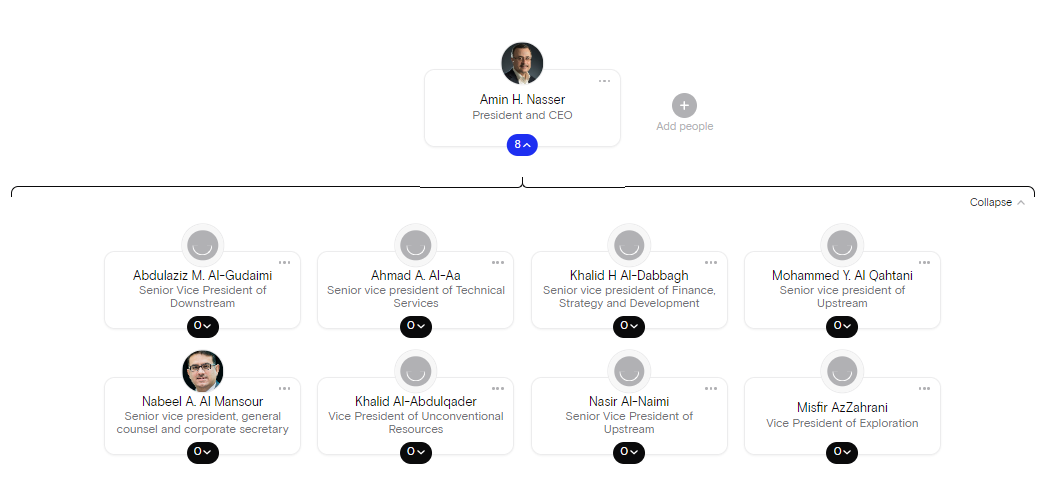 Amin H. Nasser
President and CEO
8
Add people
Collapse
Abdulaziz M. Al-Gudaimi
Senior Vice President of
Downstream
0
Ahmad A. Al-Aa
Senior vice president of Technical
Services
0
Khalid H Al-Dabbagh
Senior vice president of Finance,
Strategy and Development
0
Mohammed Y. Al Qahtani
Senior vice president of
Upstream
0
Nabeel A. Al Mansour
Senior vice president, general
counsel and corporate secretary
0
Khalid Al-Abdulqader
Vice President of Unconventional
Resources
0
Nasir Al-Naimi
Senior Vice President of
Upstream
0
Misfir AzZahrani
Vice President of Exploration
0